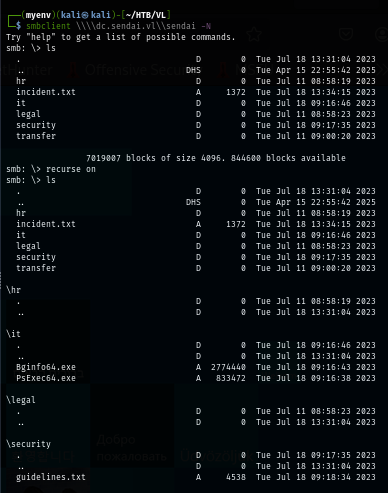 (myenv)(kali㉿kali)-[~/HTB/VL]
$ smbclient \\\\dc.sendai.vl\\sendai -N
Try "help" to get a list of possible commands.
smb: \> ls
. D 0 Tue Jul 18 13:31:04 2023
.. DHS 0 Tue Apr 15 22:55:42 2025
hr D 0 Tue Jul 11 08:58:19 2023
incident.txt A 1372 Tue Jul 18 13:34:15 2023
it D 0 Tue Jul 18 09:16:46 2023
legal D 0 Tue Jul 11 08:58:23 2023
security D 0 Tue Jul 18 09:17:35 2023
transfer D 0 Tue Jul 11 09:00:20 2023
7019007 blocks of size 4096. 844600 blocks available
smb: \> recurse on
smb: \> ls
. D 0 Tue Jul 18 13:31:04 2023
.. DHS 0 Tue Apr 15 22:55:42 2025
hr D 0 Tue Jul 11 08:58:19 2023
incident.txt A 1372 Tue Jul 18 13:34:15 2023
it D 0 Tue Jul 18 09:16:46 2023
legal D 0 Tue Jul 11 08:58:23 2023
security D 0 Tue Jul 18 09:17:35 2023
transfer D 0 Tue Jul 11 09:00:20 2023
\hr
. D 0 Tue Jul 11 08:58:19 2023
.. D 0 Tue Jul 18 13:31:04 2023
\it
. D 0 Tue Jul 18 09:16:46 2023
.. D 0 Tue Jul 18 13:31:04 2023
Bginfo64.exe A 2774440 Tue Jul 18 09:16:43 2023
PsExec64.exe A 833472 Tue Jul 18 09:16:38 2023
\legal
. D 0 Tue Jul 11 08:58:23 2023
.. D 0 Tue Jul 18 13:31:04 2023
\security
. D 0 Tue Jul 18 09:17:35 2023
.. D 0 Tue Jul 18 13:31:04 2023
guidelines.txt A 4538 Tue Jul 18 09:18:34 2023
Добро
пожаловать